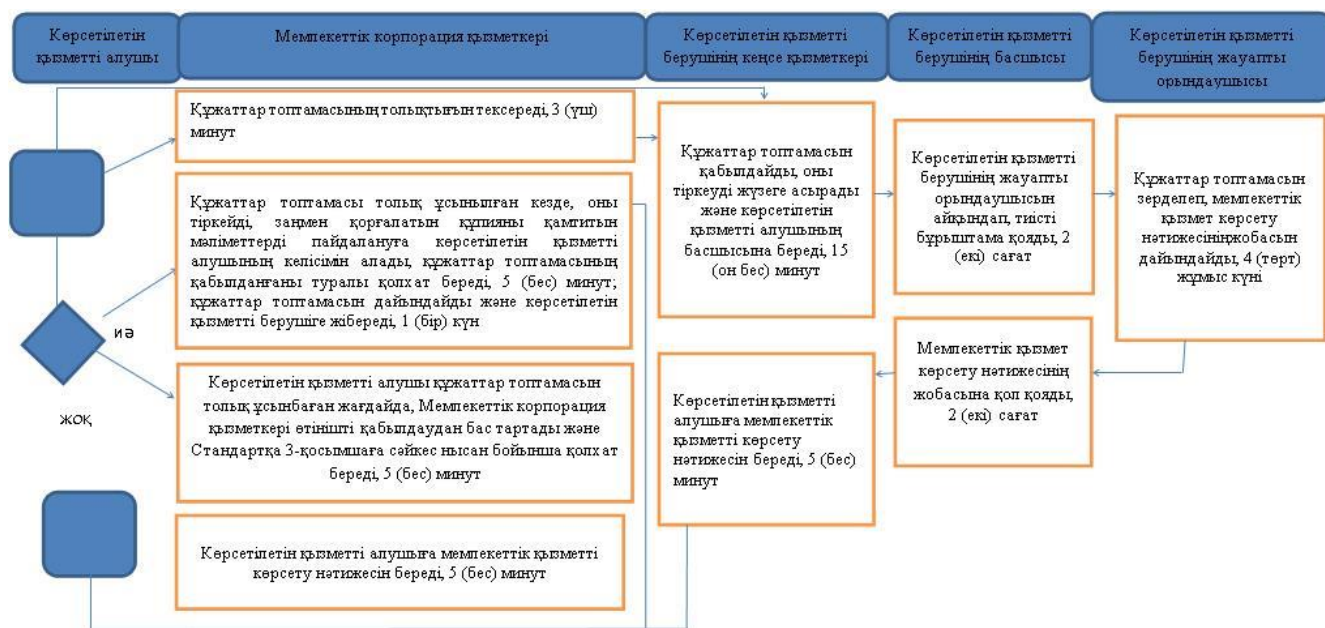 Көрсетілетін
қызметті алушы
Мемлекеттік корпорация қызметкері
Көрсетілетін қызметті
берушінің кеңсе қызметкері
Көрсетілетін қызметті
берушінің басшысы
Көрсетілетін қызметті
берушінің жауапты
орындаушысы
Құжаттар топтамасының толықтығын тексереді, 3 (үш)
минут
Құжаттар топтамасы толық ұсынылған кезде, оны
тіркейді, заңмен қорғалатын құпияны қамтитын
мәліметтерді пайдалануға көрсетілетін қызметті
алушының келісімін алады, құжаттар топтамасының
қабылданғаны туралы қолхат береді, 5 (бес) минут;
құжаттар топтамасын дайындайды және көрсетілетін
қызметті берушіге жібереді, 1 (бір) күн
иә
жоқ
Көрсетілетін қызметті алушы құжаттар топтамасын
толық ұсынбаған жағдайда, Мемлекеттік корпорация
қызметкері өтінішті қабылдаудан бас тартады және
Стандартқа 3-қосымшаға сәйкес нысан бойынша қолхат
береді, 5 (бес) минут
Көрсетілетін қызметті алушыға мемлекеттік қызметті
көрсету нәтижесін береді, 5 (бес) минут
Құжаттар топтамасын
қабылдайды, оны
тіркеуді жүзеге асырады
және көрсетілетін
қызметті алушының
басшысына береді, 15
(он бес) минут
Көрсетілетін қызметті
алушыға мемлекеттік
қызметті көрсету
нәтижесін береді, 5 (бес)
минут
Көрсетілетін қызметті
берушінің жауапты
орындаушысын
айқындап, тиісті
бұрыштама қояды, 2
(екі) сағат
Мемлекеттік қызмет
көрсету нәтижесінің
жобасына қол қояды,
2 (екі) сағат
Құжаттар топтамасын
зерделеп, мемлекеттік
қызмет көрсету
нәтижесініңжобасын
дайындайды, 4 (төрт)
жұмыс күні